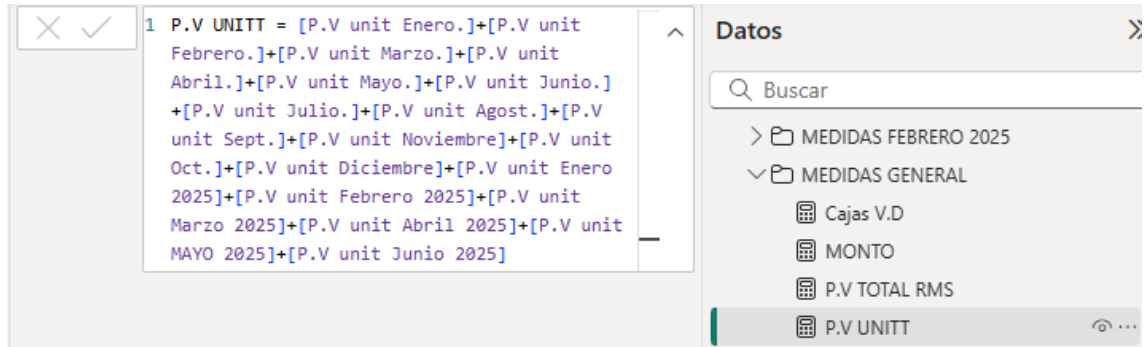 1 P.V UNITT = [P.V unit Enero.]+[P.V unit
Febrero.]+[P.V unit Marzo.]+[P.V unit
Abril.]+[P.V unit Mayo.]+[P.V unit Junio.]
+[P.V unit Julio.]+[P.V unit Agost.]+[P.V
unit Sept.]+[P.V unit Noviembre]+[P.V unit
Oct.]+[P.V unit Diciembre]+[P.V unit Enero
2025]+[P.V unit Febrero 2025]+[P.V unit
Marzo 2025]+[P.V unit Abril 2025]+[P.V unit
MAYO 2025]+[P.V unit Junio 2025]
Datos
Buscar
MEDIDAS FEBRERO 2025
MEDIDAS GENERAL
Cajas V.D
MONTO
P.V TOTAL RMS
P.V UNITT